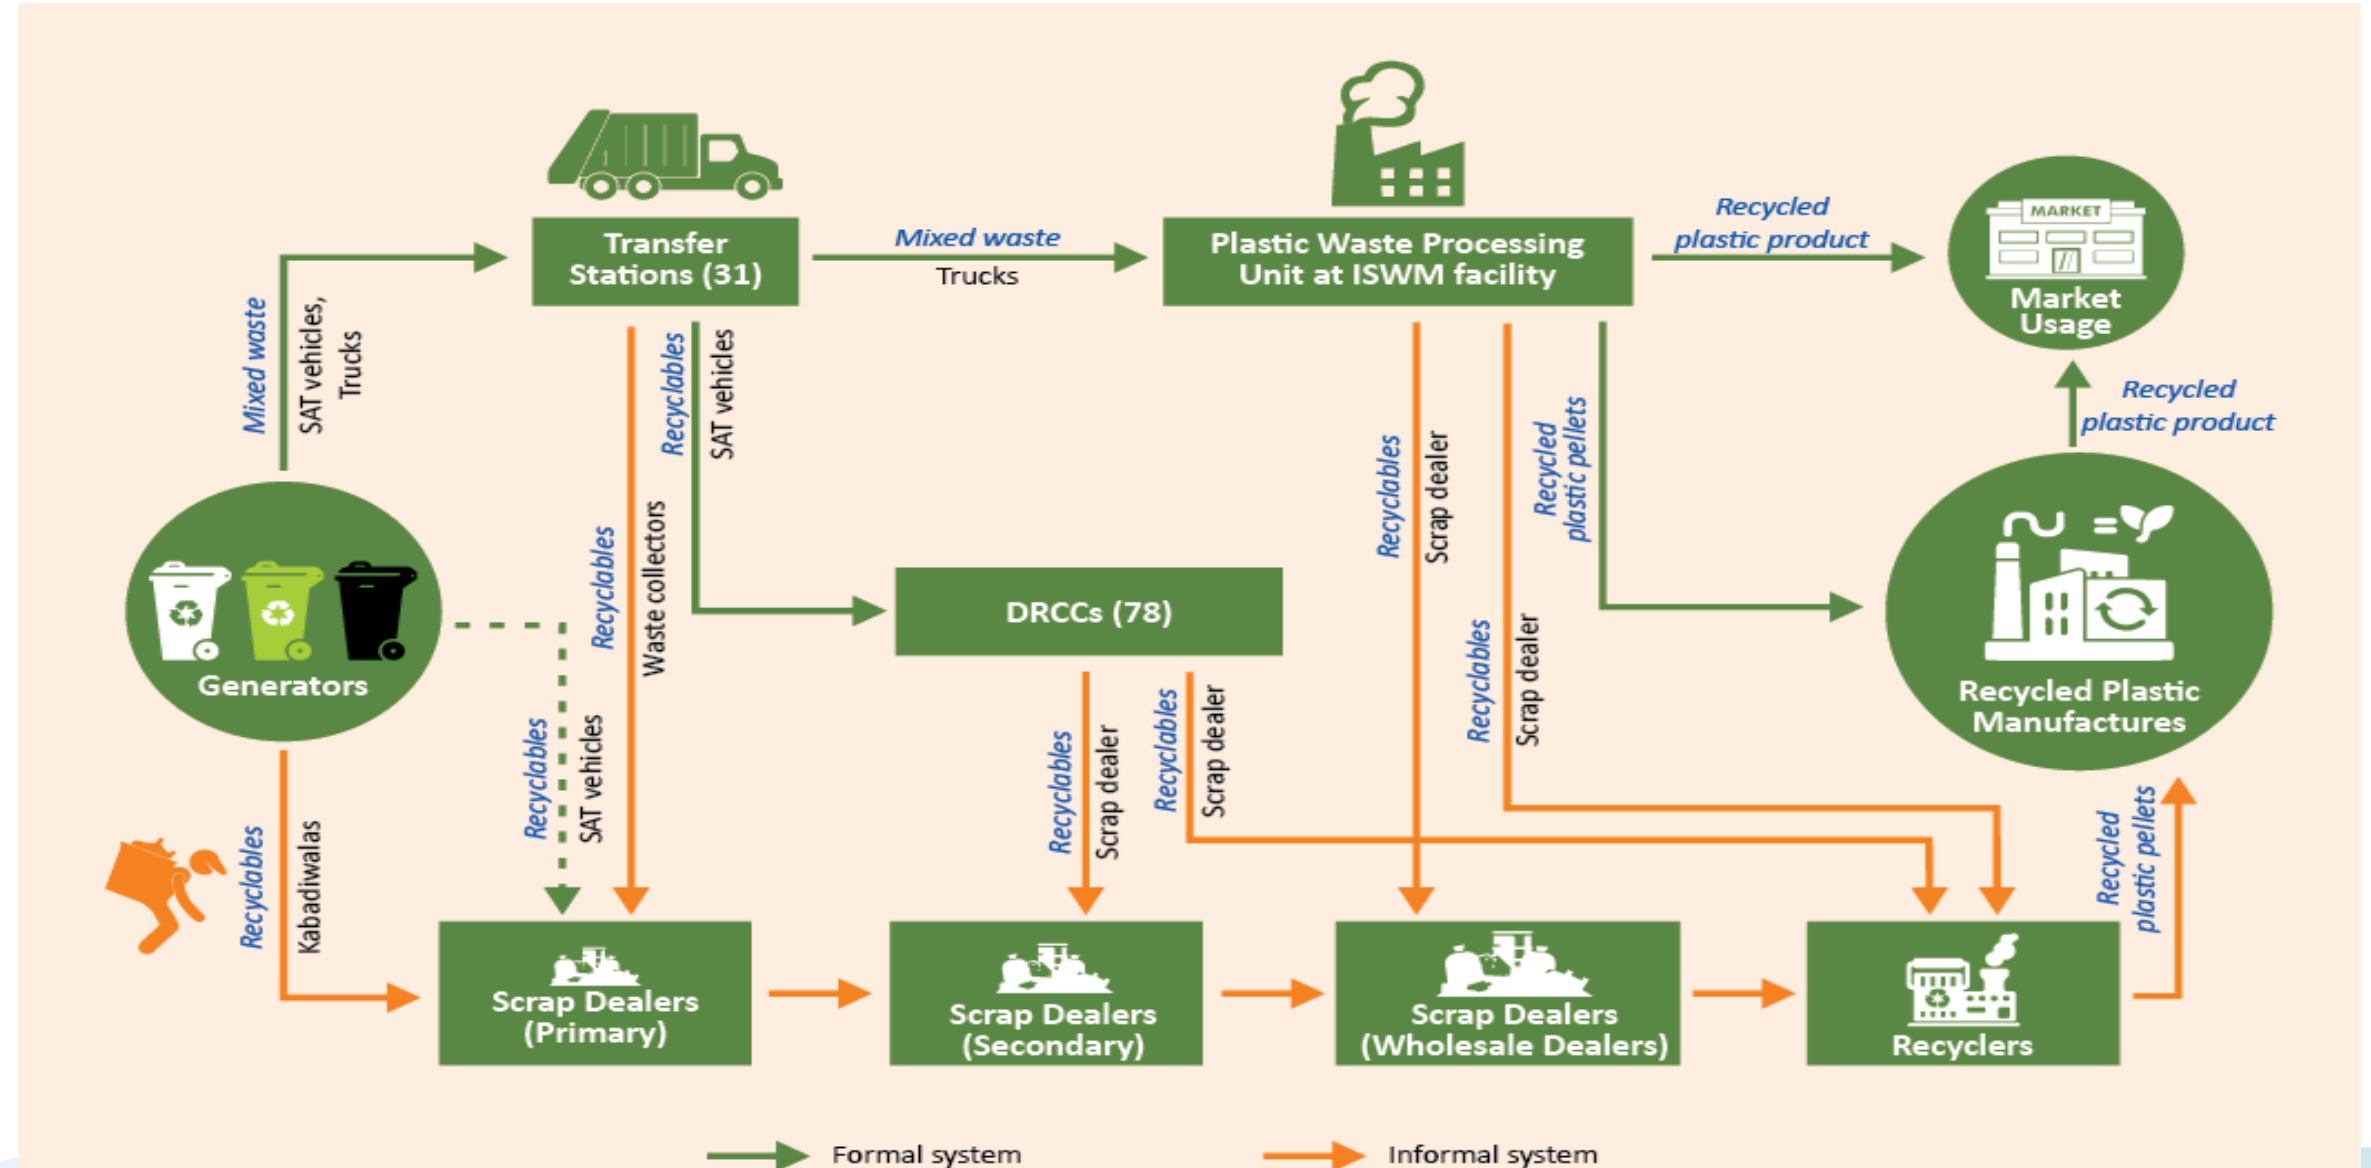 Recycled
plastic product
MARKET
Market
Usage
Transfer
Stations (31)
Mixed waste
Trucks
Plastic Waste Processing
Unit at ISWM facility
Mixed waste
SAT vehicles,
Trucks
Recyclables
SAT vehicles
Recyclables
Waste collectors
Recyclables
Scrap dealer
Recyclables
Scrap dealer
Recycled
plastic pellets
Recycled
plastic product
Generators
DRCCs (78)
Recycled Plastic
Manufactures
Recyclables
Kabadiwalas
Recyclables
SAT vehicles
Recyclables
Scrap dealer
Recyclables
Scrap dealer
Recycled
plastic pellets
Scrap Dealers
(Primary)
Scrap Dealers
(Secondary)
Scrap Dealers
(Wholesale Dealers)
Recyclers
Formal system
Informal system